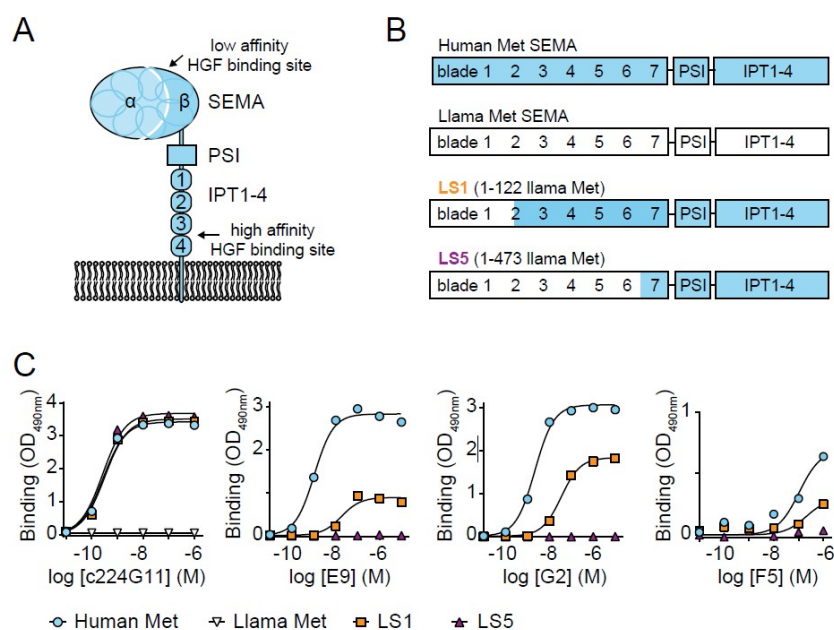 A
low affinity
HGF binding site
α
β
SEMA
PSI
1
2
3
4
IPT1-4
high affinity
HGF binding site
B
Human Met SEMA
blade 1 2 3 4 5 6 7 PSI IPT1-4
Llama Met SEMA
blade 1 2 3 4 5 6 7 PSI IPT1-4
LS1 (1-122 llama Met)
blade 1 2 3 4 5 6 7 PSI IPT1-4
LS5 (1-473 llama Met)
blade 1 2 3 4 5 6 7 PSI IPT1-4
C
Binding (OD490nm)
4
3
2
1
0
-10 -8 -6
log [c224G11] (M)
Binding (OD490nm)
3
2
1
0
-10 -8 -6
log [E9] (M)
Binding (OD490nm)
3
2
1
0
-10 -8 -6
log [G2] (M)
Binding (OD490nm)
1
0
-10 -8 -6
log [F5] (M)
Human Met Llama Met LS1 LS5